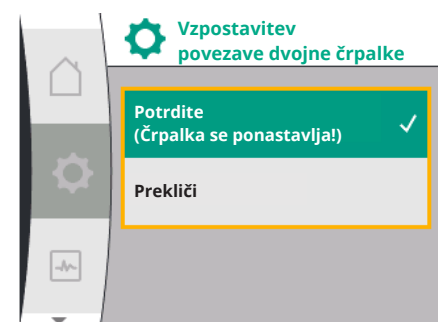 Vzpostavitev
povezave dvojne črpalke
Potrdite
(Črpalka se ponastavlja!)
Prekliči